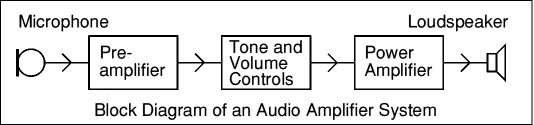 Microphone
Loudspeaker
Pre-
amplifier
Tone and
Volume
Controls
Power
Amplifier
Block Diagram of an Audio Amplifier System